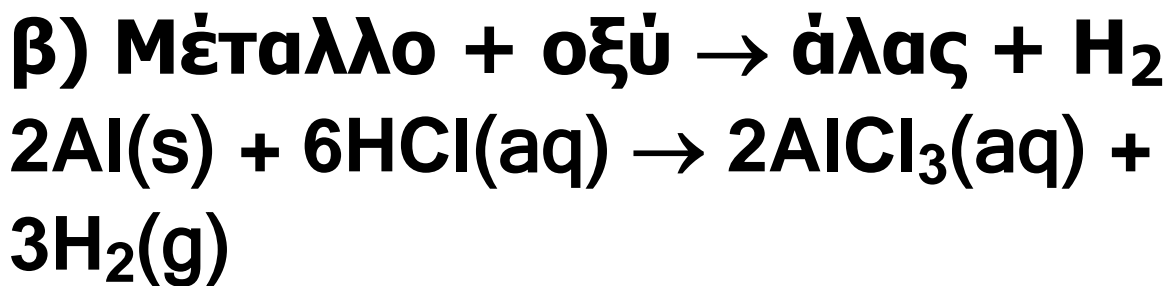 β) Μέταλλο + οξύ → άλας + H₂
2Al(s) + 6HCl(aq) → 2AlCl₃(aq) +
3H₂(g)